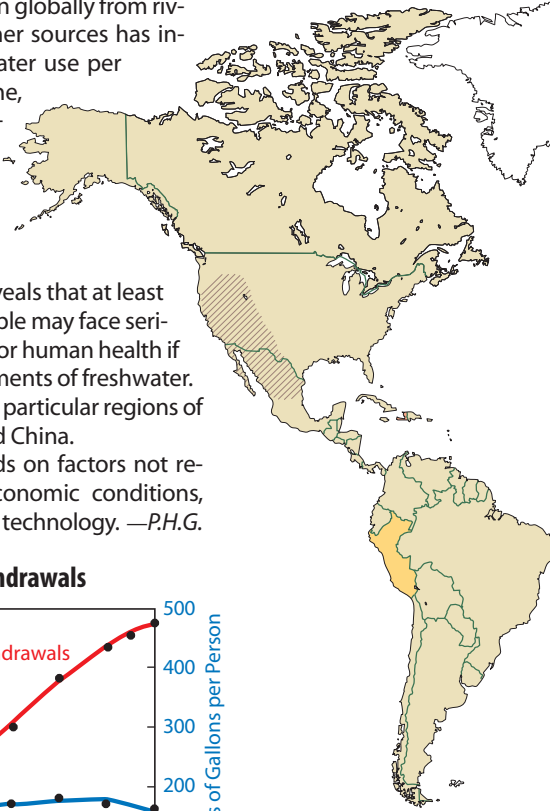 n globally from riv-
her sources has in-
ater use per
ne,
veals that at least
ple may face seri-
or human health if
ments of freshwater.
particular regions of
d China.
ds on factors not re-
conomic conditions,
technology. —P.H.G.
ndrawals
500
drawals
400
300
200
s of Gallons per Person